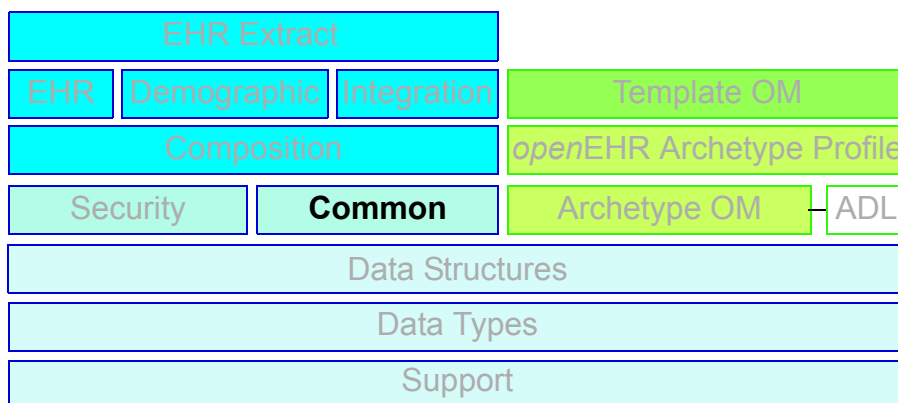 EHR Extract
EHR Demographic Integration Template OM
Composition openEHR Archetype Profile
Security Common Archetype OM ADL
Data Structures
Data Types
Support